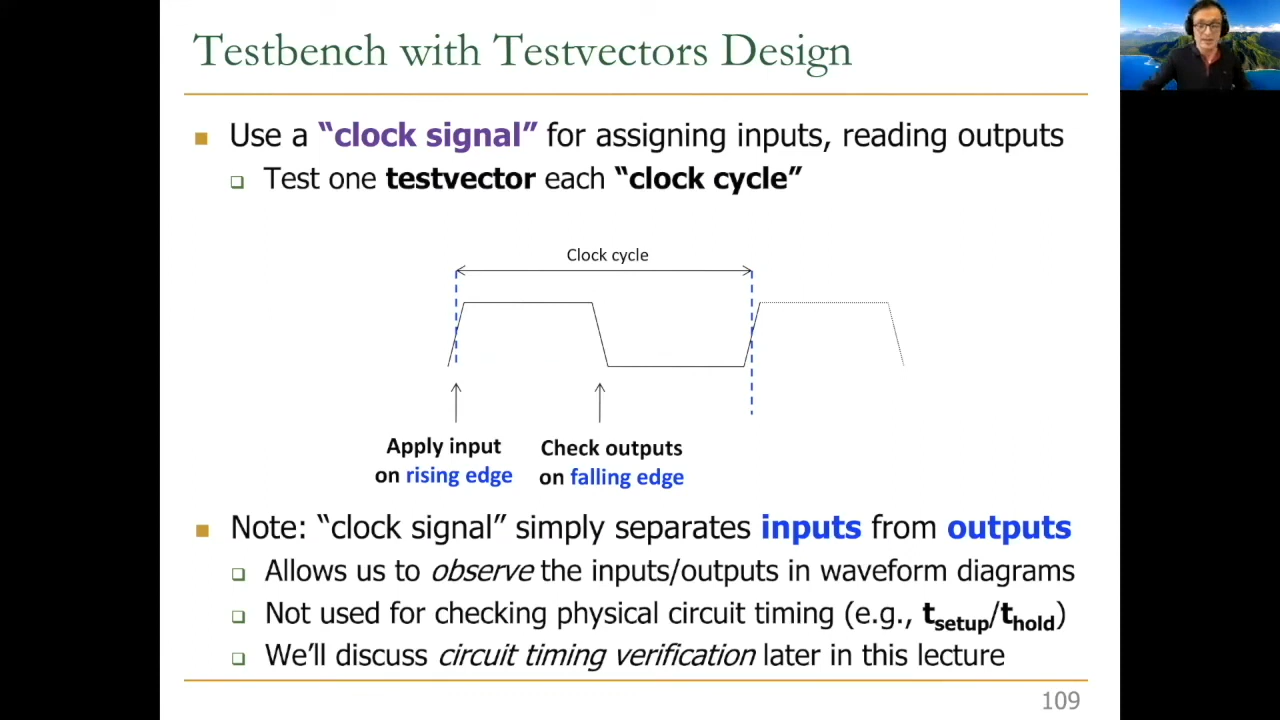 Testbench with Testvectors Design
Use a “clock signal” for assigning inputs, reading outputs
Test one testvector each “clock cycle”
Clock cycle
Apply input
on rising edge
Check outputs
on falling edge
Note: “clock signal” simply separates inputs from outputs
Allows us to observe the inputs/outputs in waveform diagrams
Not used for checking physical circuit timing (e.g., tsetup/thold)
We’ll discuss circuit timing verification later in this lecture
109